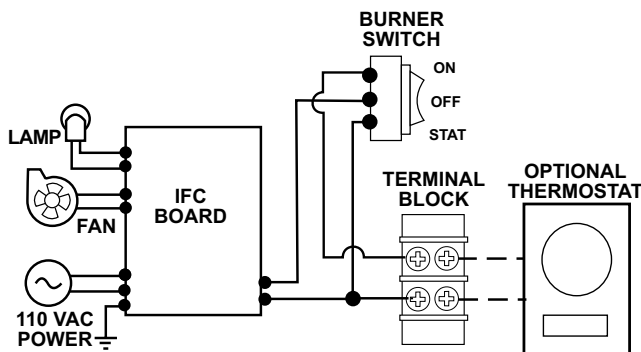 BURNER
SWITCH
ON
OFF
STAT
LAMP
IFC
BOARD
FAN
110 VAC
POWER
TERMINAL
BLOCK
OPTIONAL
THERMOSTAT